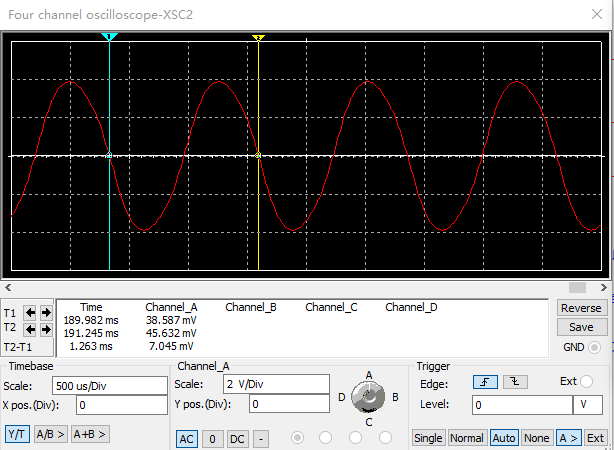 Four channel oscilloscope-XSC2
1 2
Time Channel_A Channel_B Channel_C Channel_D
T1 189.982 ms 38.587 mV
T2 191.245 ms 45.632 mV
T2-T1 1.263 ms 7.045 mV
Reverse
Save
GND
Timebase
Scale: 500 us/Div
X pos.(Div): 0
Y/T A/B > A+B >
Channel_A
Scale: 2 V/Div
Y pos.(Div): 0
AC 0 DC -
A
D B
C
Trigger
Edge: Ext
Level: 0 V
Single Normal Auto None A > Ext